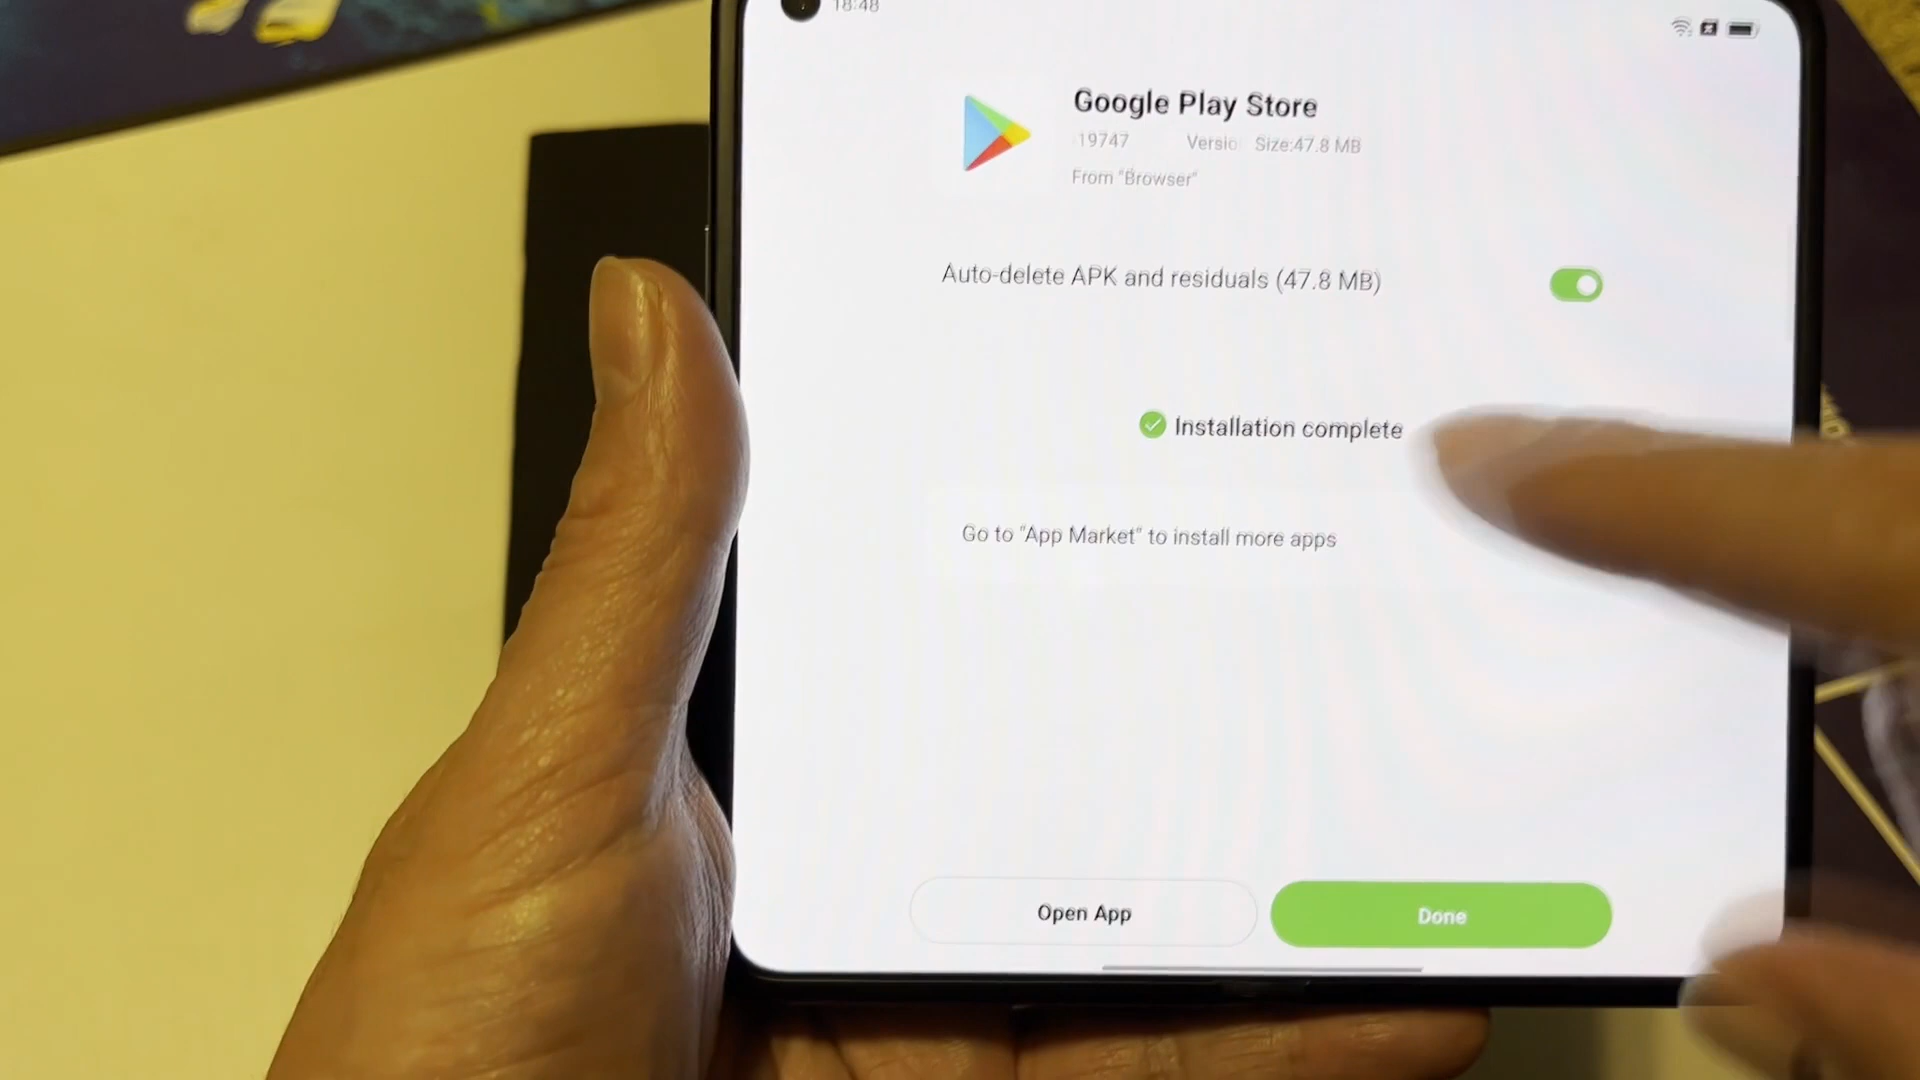 18:48
Google Play Store
19747 Versio Size:47.8 MB
From "Browser"
Auto-delete APK and residuals (47.8 MB)
Installation complete
Go to "App Market" to install more apps
Open App
Done